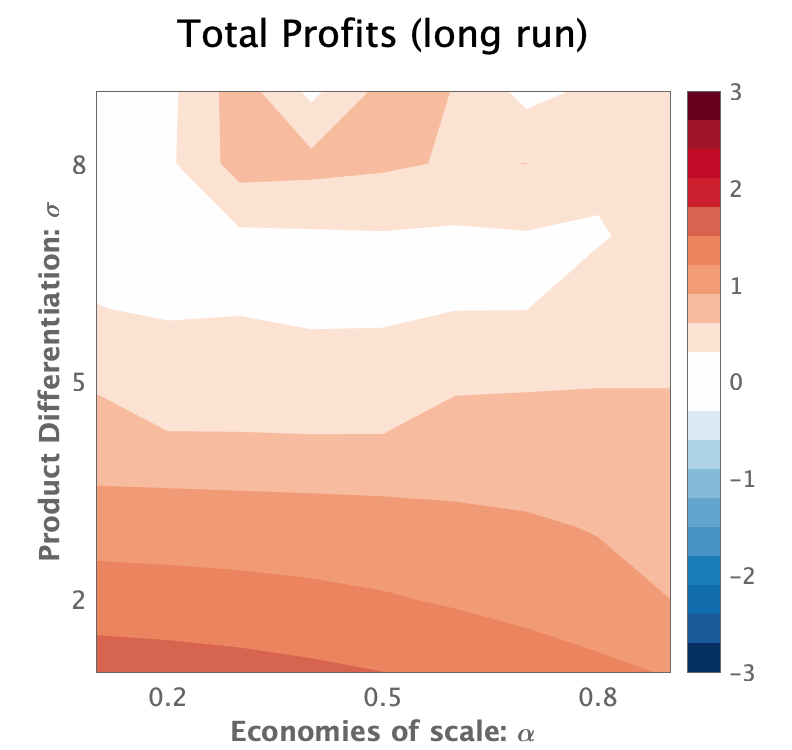 Total Profits (long run)
3
2
1
0
−1
−2
−3
8
5
2
Product Differentiation: σ
0.2 0.5 0.8
Economies of scale: α